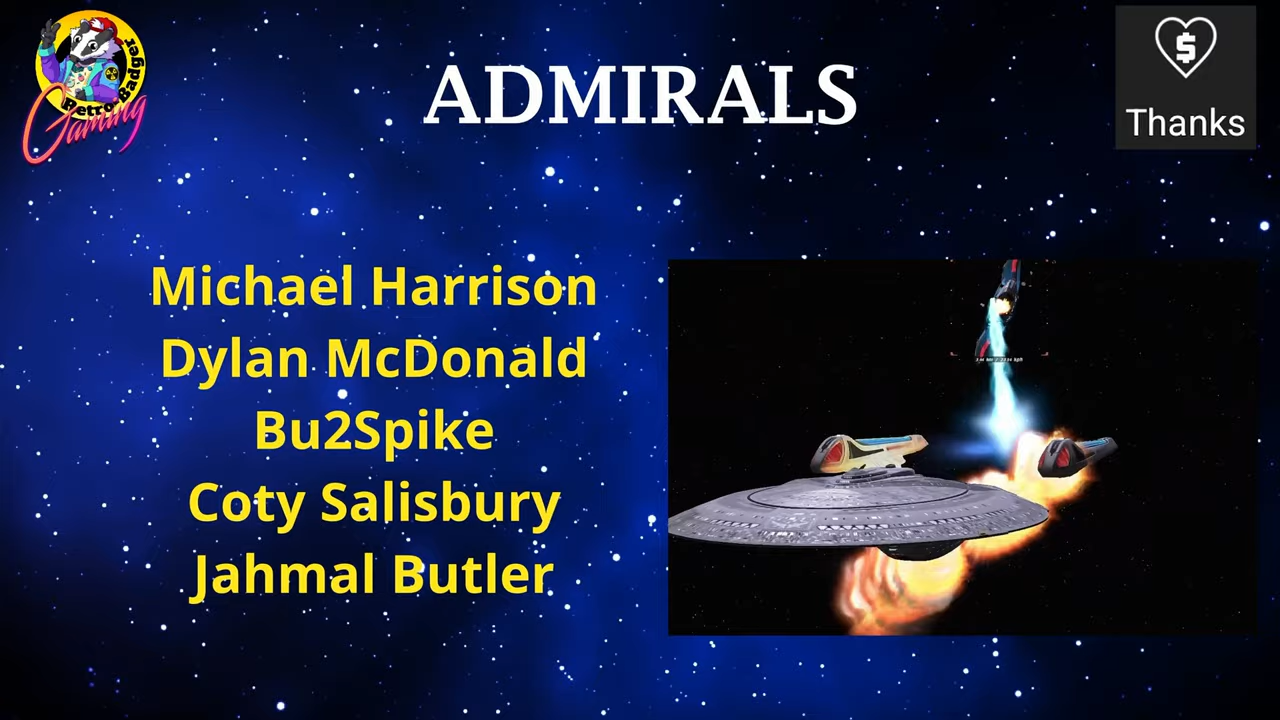 Retro Badger
Gaming
ADMIRALS
Thanks
Michael Harrison
Dylan McDonald
Bu2Spike
Coty Salisbury
Jahmal Butler